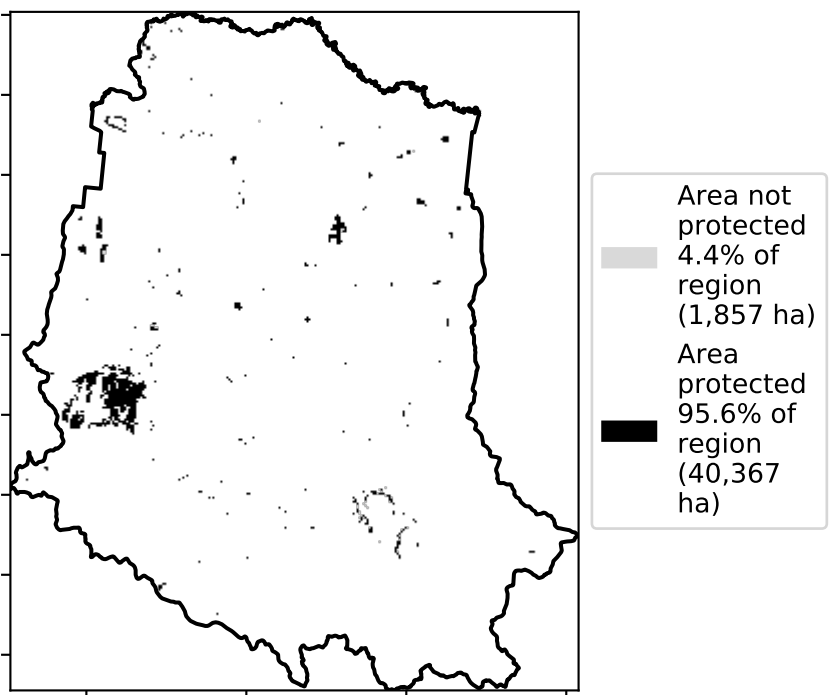 Area not
protected
4.4% of
region
(1,857 ha)
Area
protected
95.6% of
region
(40,367
ha)